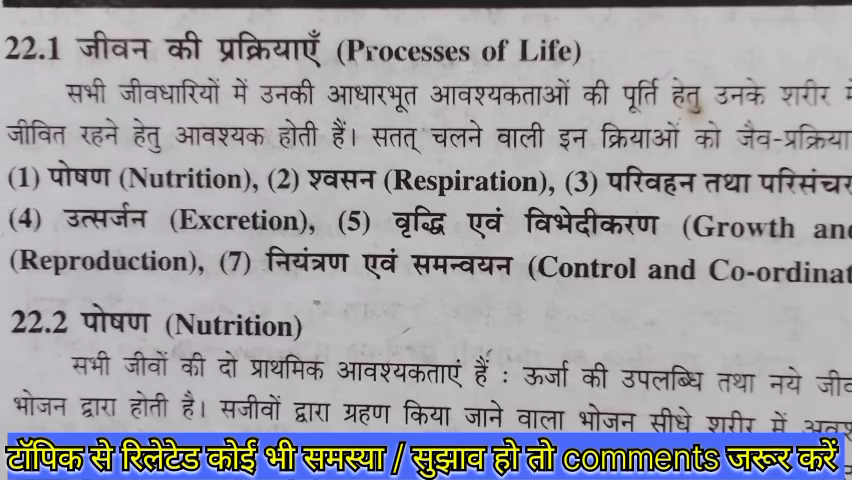 22.1 जीवन की प्रक्रियाएँ (Processes of Life)
सभी जीवधारियों में उनकी आधारभूत आवश्यकताओं की पूर्ति हेतु उनके शरीर
जीवित रहने हेतु आवश्यक होती हैं। सतत् चलने वाली इन क्रियाओं को जैव-प्रक्रिया
(1) पोषण (Nutrition), (2) श्वसन (Respiration), (3) परिवहन तथा परिसंचर
(4) उत्सर्जन (Excretion), (5) वृद्धि एवं विभेदीकरण (Growth and
(Reproduction), (7) नियंत्रण एवं समन्वयन (Control and Co-ordinat
22.2 पोषण (Nutrition)
सभी जीवों की दो प्राथमिक आवश्यकताएं हैं : ऊर्जा की उपलब्धि तथा नये जीव
भोजन द्वारा होती है। सजीवों द्वारा ग्रहण किया जाने वाला भोजन सीधे शरीर में
टॉपिक से रिलेटेड कोई भी समस्या / सुझाव हो तो comments जरूर करें